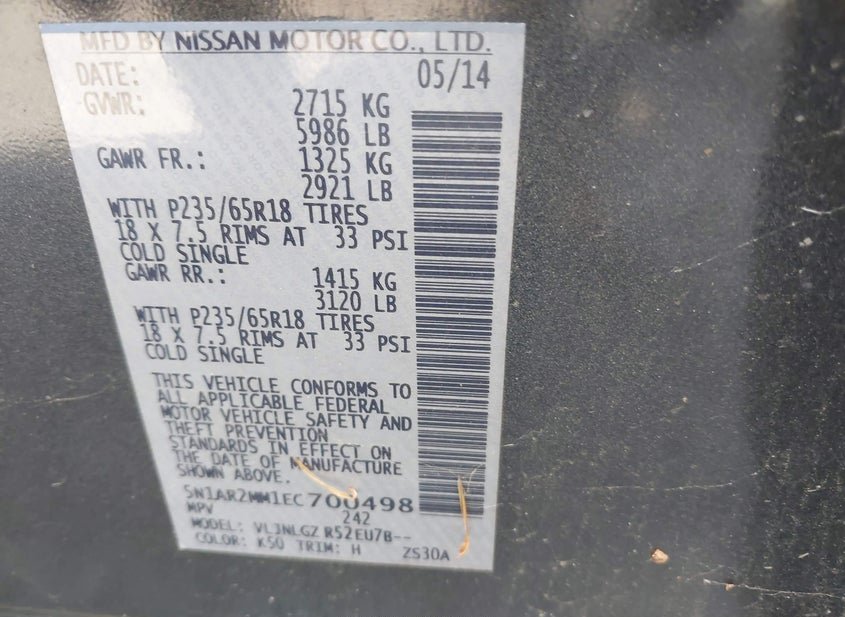 MFD BY NISSAN MOTOR CO., LTD.
DATE: 05/14
GVWR: 2715 KG
5986 LB
GAWR FR.: 1325 KG
2921 LB
WITH P235/65R18 TIRES
18 X 7.5 RIMS AT 33 PSI
COLD SINGLE
GAWR RR.: 1415 KG
3120 LB
WITH P235/65R18 TIRES
18 X 7.5 RIMS AT 33 PSI
COLD SINGLE
THIS VEHICLE CONFORMS TO
ALL APPLICABLE FEDERAL
MOTOR VEHICLE SAFETY AND
THEFT PREVENTION
STANDARDS IN EFFECT ON
THE DATE OF MANUFACTURE
SHOWN ABOVE.
5N1AR2MM1EC700498
MPV 242
MODEL: VLJNLGZ R52EU7B--
COLOR: K50 TRIM: H ZS30A